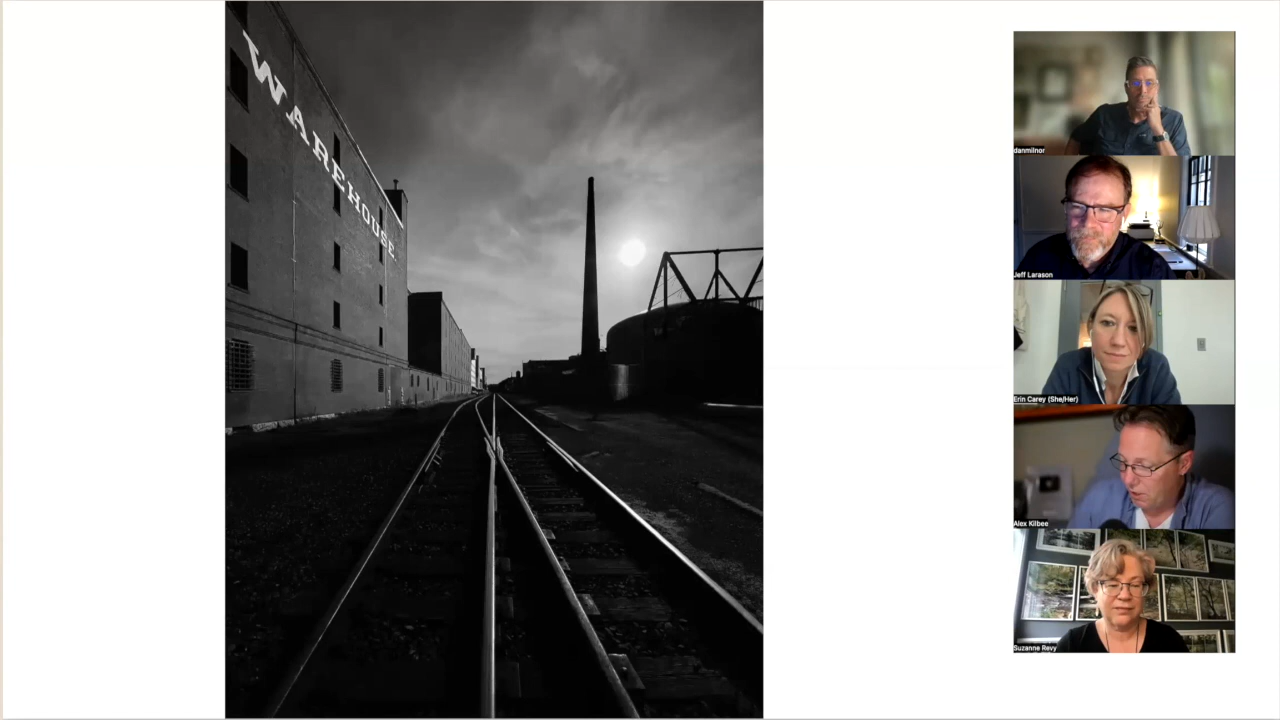 WAREHOUSE
danmilnor
Jeff Larason
Erin Carey (She/Her)
Alex Kilbee
Suzanne Revy